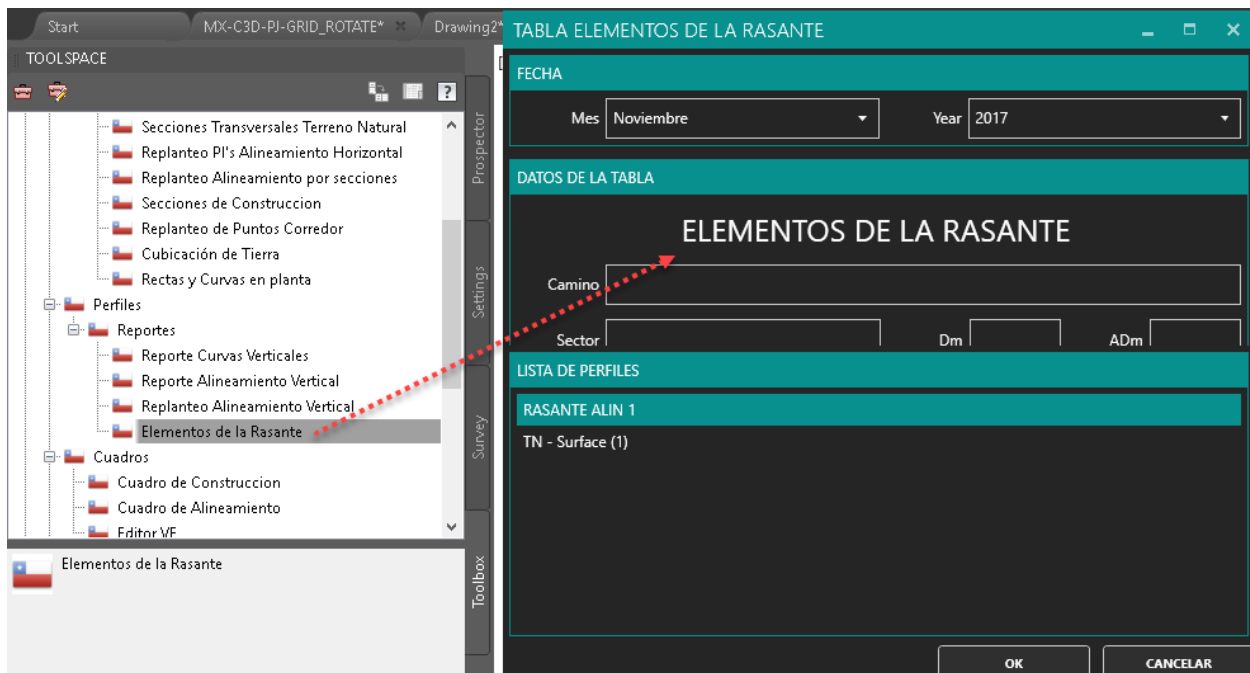 Start
MX-C3D-PJ-GRID_ROTATE*
Drawing2*
TOOLSPACE
Secciones Transversales Terreno Natural
Replanteo PI's Alineamiento Horizontal
Replanteo Alineamiento por secciones
Secciones de Construccion
Replanteo de Puntos Corredor
Cubicación de Tierra
Rectas y Curvas en planta
Perfiles
Reportes
Reporte Curvas Verticales
Reporte Alineamiento Vertical
Replanteo Alineamiento Vertical
Elementos de la Rasante
Cuadros
Cuadro de Construccion
Cuadro de Alineamiento
Editor VF
Elementos de la Rasante
Prospector
Settings
Survey
Toolbox
TABLA ELEMENTOS DE LA RASANTE
FECHA
Mes Noviembre Year 2017
DATOS DE LA TABLA
ELEMENTOS DE LA RASANTE
Camino
Sector Dm ADm
LISTA DE PERFILES
RASANTE ALIN 1
TN - Surface (1)
OK CANCELAR